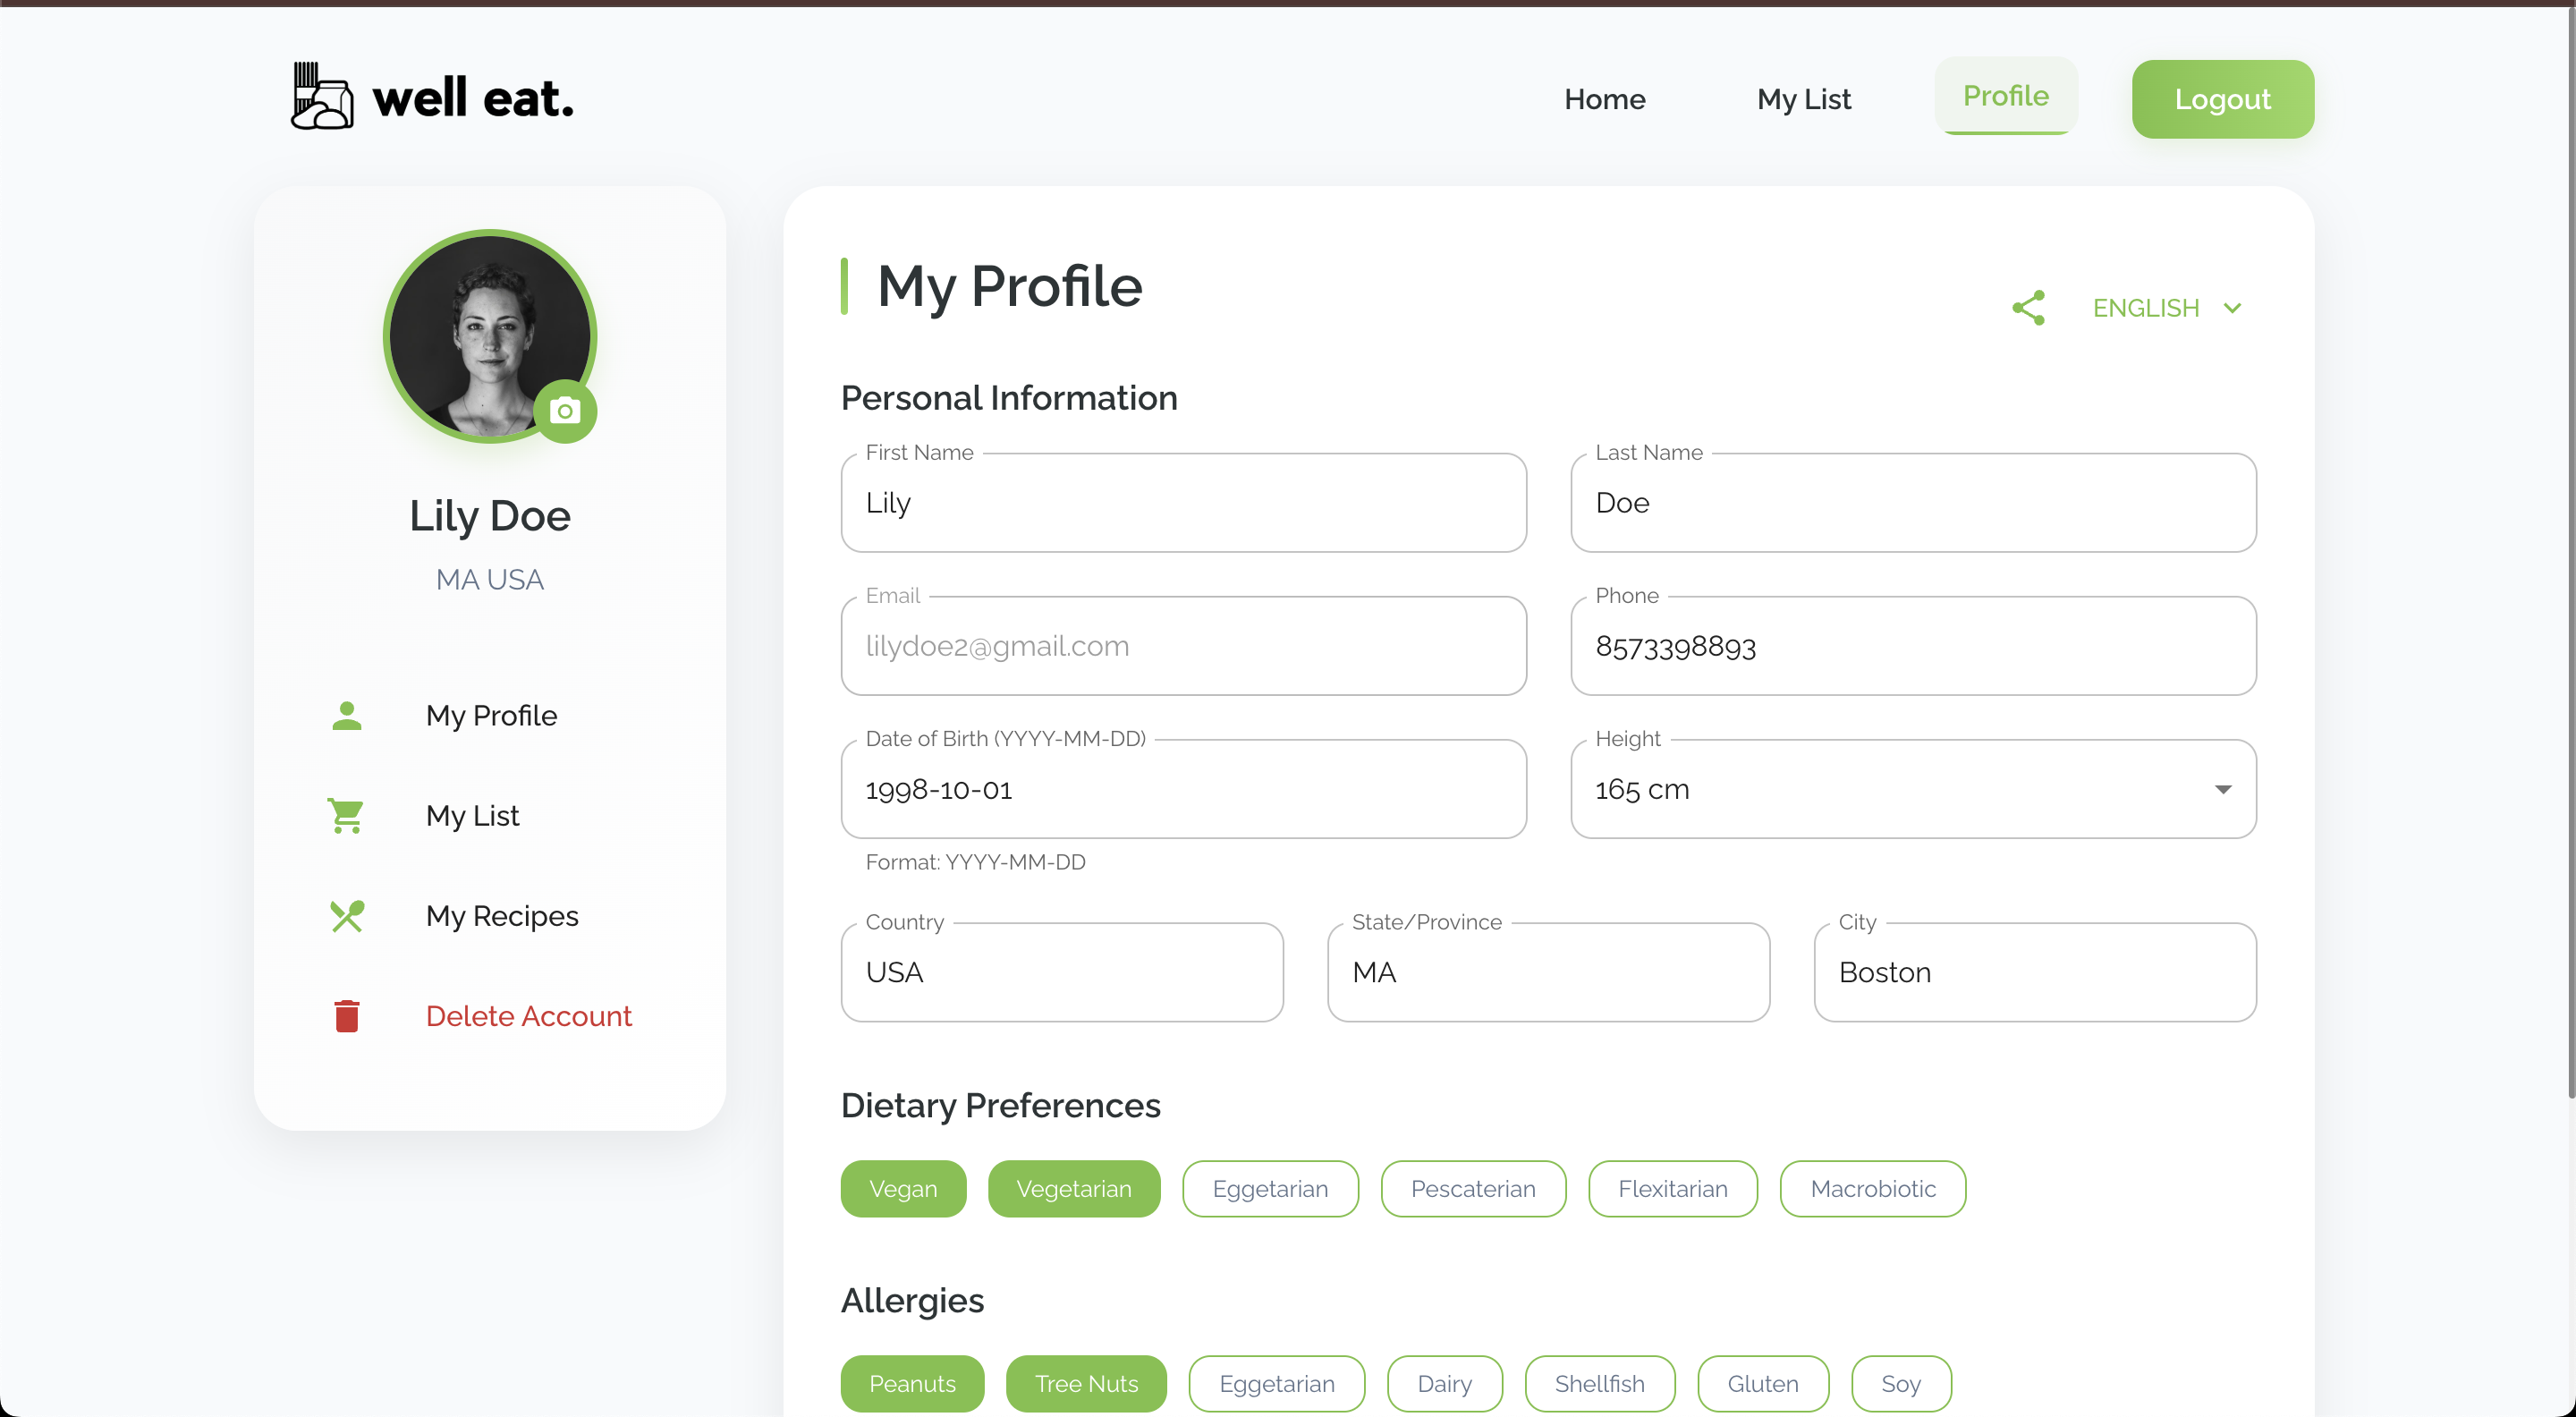 well eat.
Home
My List
Profile
Logout
Lily Doe
MA USA
My Profile
My List
My Recipes
Delete Account
My Profile
ENGLISH
Personal Information
First Name
Lily
Last Name
Doe
Email
lilydoe2@gmail.com
Phone
8573398893
Date of Birth (YYYY-MM-DD)
1998-10-01
Format: YYYY-MM-DD
Height
165 cm
Country
USA
State/Province
MA
City
Boston
Dietary Preferences
Vegan Vegetarian Eggetarian Pescaterian Flexitarian Macrobiotic
Allergies
Peanuts Tree Nuts Eggetarian Dairy Shellfish Gluten Soy